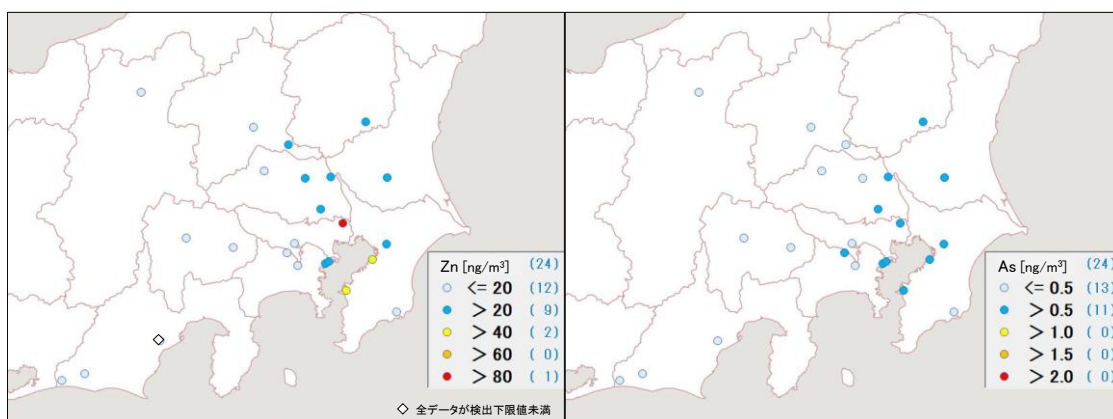 Zn [ng/m³] (24)
<= 20 (12)
> 20 ( 9)
> 40 ( 2)
> 60 ( 0)
> 80 ( 1)
◇ 全データが検出下限値未満
As [ng/m³] (24)
<= 0.5 (13)
> 0.5 (11)
> 1.0 ( 0)
> 1.5 ( 0)
> 2.0 ( 0)